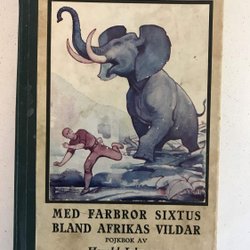 MED FARBROR SIXTUS
BLAND AFRIKAS VILDAR
POJKBOK AV